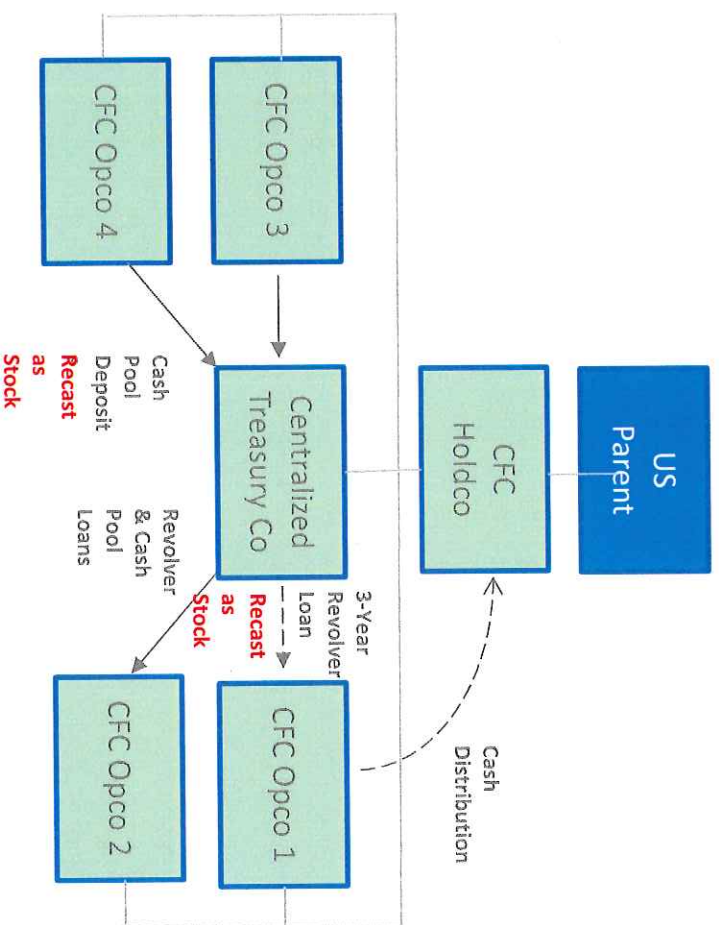 US
Parent
CFC
Holdco
Cash
Distribution
CFC Opco 3
CFC Opco 4
Centralized
Treasury Co
3-Year
Revolver
Loan
Recast
as
Stock
CFC Opco 1
CFC Opco 2
Cash
Pool
Deposit
Recast
as
Stock
Revolver
& Cash
Pool
Loans